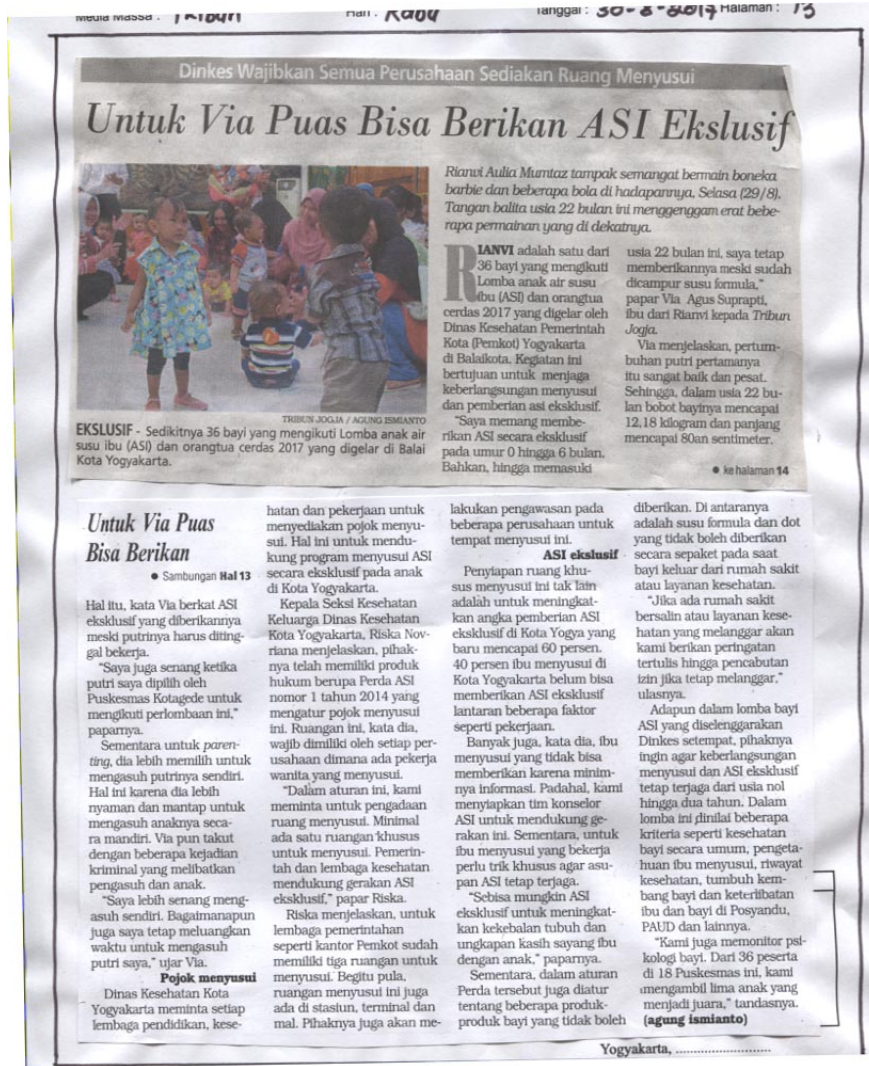 Media Massa : Tribun Hari : Rabu Tanggal : 30-8-2017 Halaman : 13
Dinkes Wajibkan Semua Perusahaan Sediakan Ruang Menyusui
Untuk Via Puas Bisa Berikan ASI Ekslusif
TRIBUN JOGJA / AGUNG ISMIANTO
EKSLUSIF - Sedikitnya 36 bayi yang mengikuti Lomba anak air
susu ibu (ASI) dan orangtua cerdas 2017 yang digelar di Balai
Kota Yogyakarta.
Rianvi Aulia Mumtaz tampak semangat bermain boneka
barbie dan beberapa bola di hadapannya, Selasa (29/8).
Tangan balita usia 22 bulan ini menggenggam erat bebe-
rapa permainan yang di dekatnya.
RIANVI adalah satu dari
36 bayi yang mengikuti
Lomba anak air susu
ibu (ASI) dan orangtua
cerdas 2017 yang digelar oleh
Dinas Kesehatan Pemerintah
Kota (Pemkot) Yogyakarta
di Balaikota. Kegiatan ini
bertujuan untuk menjaga
keberlangsungan menyusui
dan pemberian asi eksklusif.
"Saya memang membe-
rikan ASI secara eksklusif
pada umur 0 hingga 6 bulan.
Bahkan, hingga memasuki
usia 22 bulan ini, saya tetap
memberikannya meski sudah
dicampur susu formula,"
papar Via Agus Suprapti,
ibu dari Rianvi kepada Tribun
Jogja.
Via menjelaskan, pertum-
buhan putri pertamanya
itu sangat baik dan pesat.
Sehingga, dalam usia 22 bu-
lan bobot bayinya mencapai
12,18 kilogram dan panjang
mencapai 80an sentimeter.
● ke halaman 14
Untuk Via Puas
Bisa Berikan
● Sambungan Hal 13
Hal itu, kata Via berkat ASI
eksklusif yang diberikannya
meski putrinya harus diting-
gal bekerja.
"Saya juga senang ketika
putri saya dipilih oleh
Puskesmas Kotagede untuk
mengikuti perlombaan ini,"
paparnya.
Sementara untuk paren-
ting, dia lebih memilih untuk
mengasuh putrinya sendiri.
Hal ini karena dia lebih
nyaman dan mantap untuk
mengasuh anaknya seca-
ra mandiri. Via pun takut
dengan beberapa kejadian
kriminal yang melibatkan
pengasuh dan anak.
"Saya lebih senang meng-
asuh sendiri. Bagaimanapun
juga saya tetap meluangkan
waktu untuk mengasuh
putri saya," ujar Via.
Pojok menyusui
Dinas Kesehatan Kota
Yogyakarta meminta setiap
lembaga pendidikan, kese-
hatan dan pekerjaan untuk
menyediakan pojok menyu-
sui. Hal ini untuk mendu-
kung program menyusui ASI
secara eksklusif pada anak
di Kota Yogyakarta.
Kepala Seksi Kesehatan
Keluarga Dinas Kesehatan
Kota Yogyakarta, Riska Nov-
riana menjelaskan, pihak-
nya telah memiliki produk
hukum berupa Perda ASI
nomor 1 tahun 2014 yang
mengatur pojok menyusui
ini. Ruangan ini, kata dia,
wajib dimiliki oleh setiap per-
usahaan dimana ada pekerja
wanita yang menyusui.
"Dalam aturan ini, kami
meminta untuk pengadaan
ruang menyusui. Minimal
ada satu ruangan khusus
untuk menyusui. Pemerin-
tah dan lembaga kesehatan
mendukung gerakan ASI
eksklusif," papar Riska.
Riska menjelaskan, untuk
lembaga pemerintahan
seperti kantor Pemkot sudah
memiliki tiga ruangan untuk
menyusui. Begitu pula,
ruangan menyusui ini juga
ada di stasiun, terminal dan
mal. Pihaknya juga akan me-
lakukan pengawasan pada
beberapa perusahaan untuk
tempat menyusui ini.
ASI ekslusif
Penyiapan ruang khu-
sus menyusui ini tak lain
adalah untuk meningkat-
kan angka pemberian ASI
eksklusif di Kota Yogya yang
baru mencapai 60 persen.
40 persen ibu menyusui di
Kota Yogyakarta belum bisa
memberikan ASI eksklusif
lantaran beberapa faktor
seperti pekerjaan.
Banyak juga, kata dia, ibu
menyusui yang tidak bisa
memberikan karena minim-
nya informasi. Padahal, kami
menyiapkan tim konselor
ASI untuk mendukung ge-
rakan ini. Sementara, untuk
ibu menyusui yang bekerja
perlu trik khusus agar asu-
pan ASI tetap terjaga.
"Sebisa mungkin ASI
eksklusif untuk meningkat-
kan kekebalan tubuh dan
ungkapan kasih sayang ibu
dengan anak," paparnya.
Sementara, dalam aturan
Perda tersebut juga diatur
tentang beberapa produk-
produk bayi yang tidak boleh
diberikan. Di antaranya
adalah susu formula dan dot
yang tidak boleh diberikan
secara sepaket pada saat
bayi keluar dari rumah sakit
atau layanan kesehatan.
"Jika ada rumah sakit
bersalin atau layanan kese-
hatan yang melanggar akan
kami berikan peringatan
tertulis hingga pencabutan
izin jika tetap melanggar,"
ulasnya.
Adapun dalam lomba bayi
ASI yang diselenggarakan
Dinkes setempat, pihaknya
ingin agar keberlangsungan
menyusui dan ASI eksklusif
tetap terjaga dari usia nol
hingga dua tahun. Dalam
lomba ini dinilai beberapa
kriteria seperti kesehatan
bayi secara umum, pengeta-
huan ibu menyusui, riwayat
kesehatan, tumbuh kem-
bang bayi dan keterlibatan
ibu dan bayi di Posyandu,
PAUD dan lainnya.
"Kami juga memonitor psi-
kologi bayi. Dari 36 peserta
di 18 Puskesmas ini, kami
mengambil lima anak yang
menjadi juara," tandasnya.
(agung ismianto)
Yogyakarta, ..........................